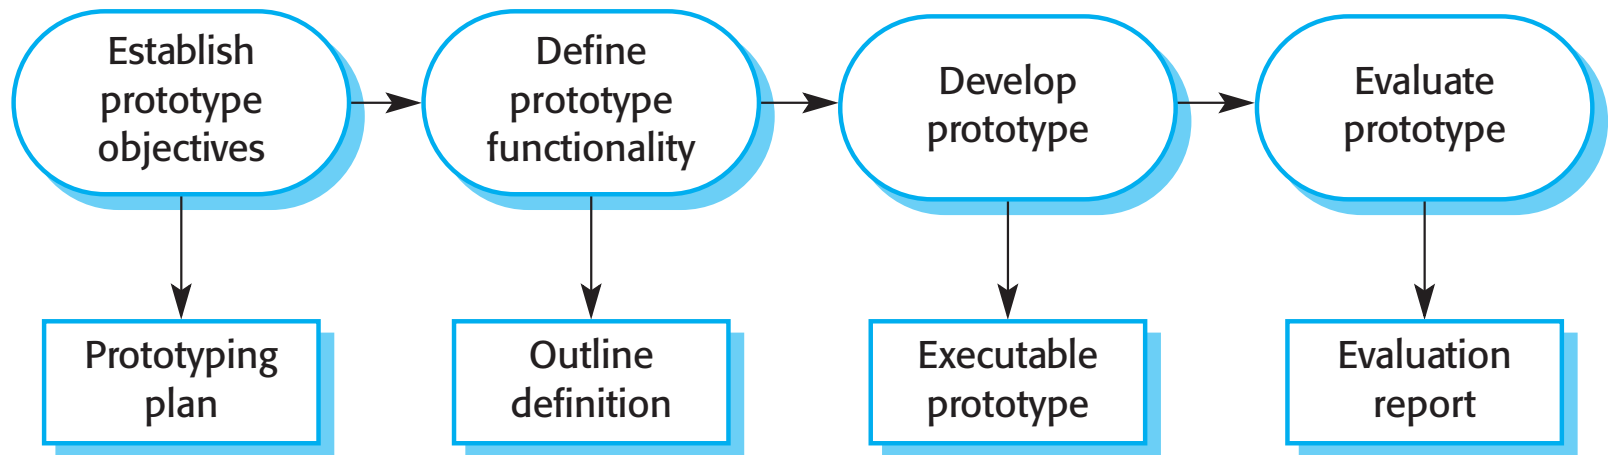 Establish
prototype
objectives
Define
prototype
functionality
Develop
prototype
Evaluate
prototype
Prototyping
plan
Outline
definition
Executable
prototype
Evaluation
report